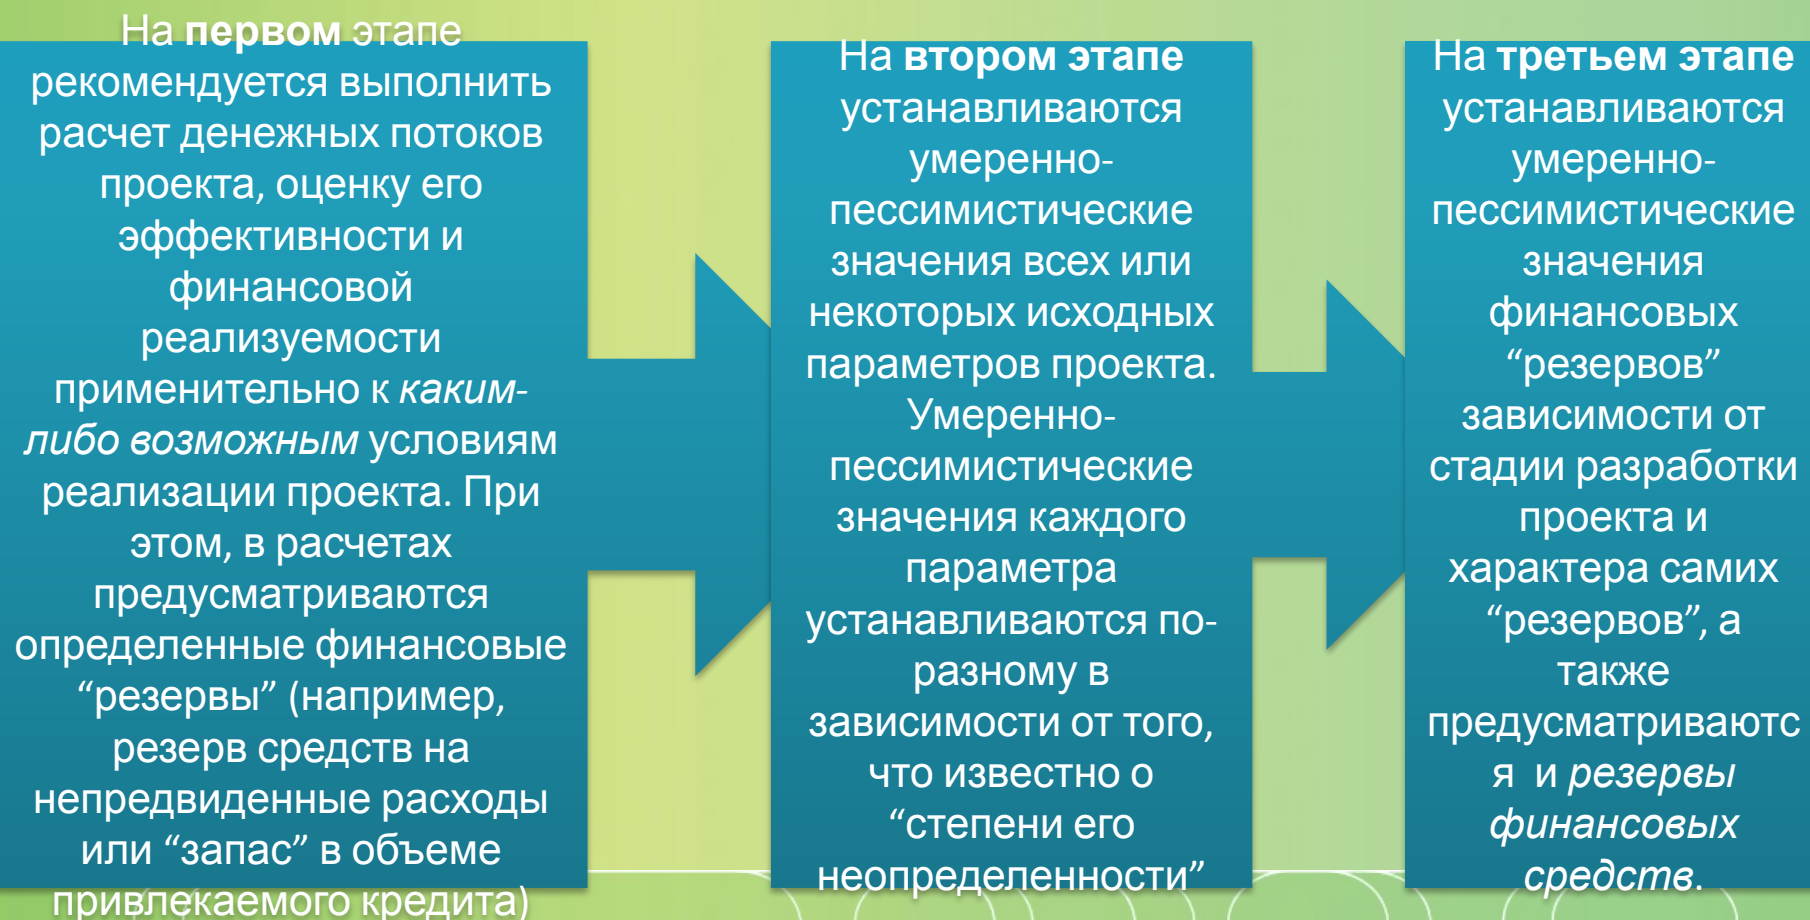 На первом этапе
рекомендуется выполнить
расчет денежных потоков
проекта, оценку его
эффективности и
финансовой
реализуемости
применительно к каким-
либо возможным условиям
реализации проекта. При
этом, в расчетах
предусматриваются
определенные финансовые
“резервы” (например,
резерв средств на
непредвиденные расходы
или “запас” в объеме
привлекаемого кредита)
На втором этапе
устанавливаются
умеренно-
пессимистические
значения всех или
некоторых исходных
параметров проекта.
Умеренно-
пессимистические
значения каждого
параметра
устанавливаются по-
разному в
зависимости от того,
что известно о
“степени его
неопределенности”
На третьем этапе
устанавливаются
умеренно-
пессимистические
значения
финансовых
“резервов”
зависимости от
стадии разработки
проекта и
характера самих
“резервов”, а
также
предусматриваютс
я и резервы
финансовых
средств.